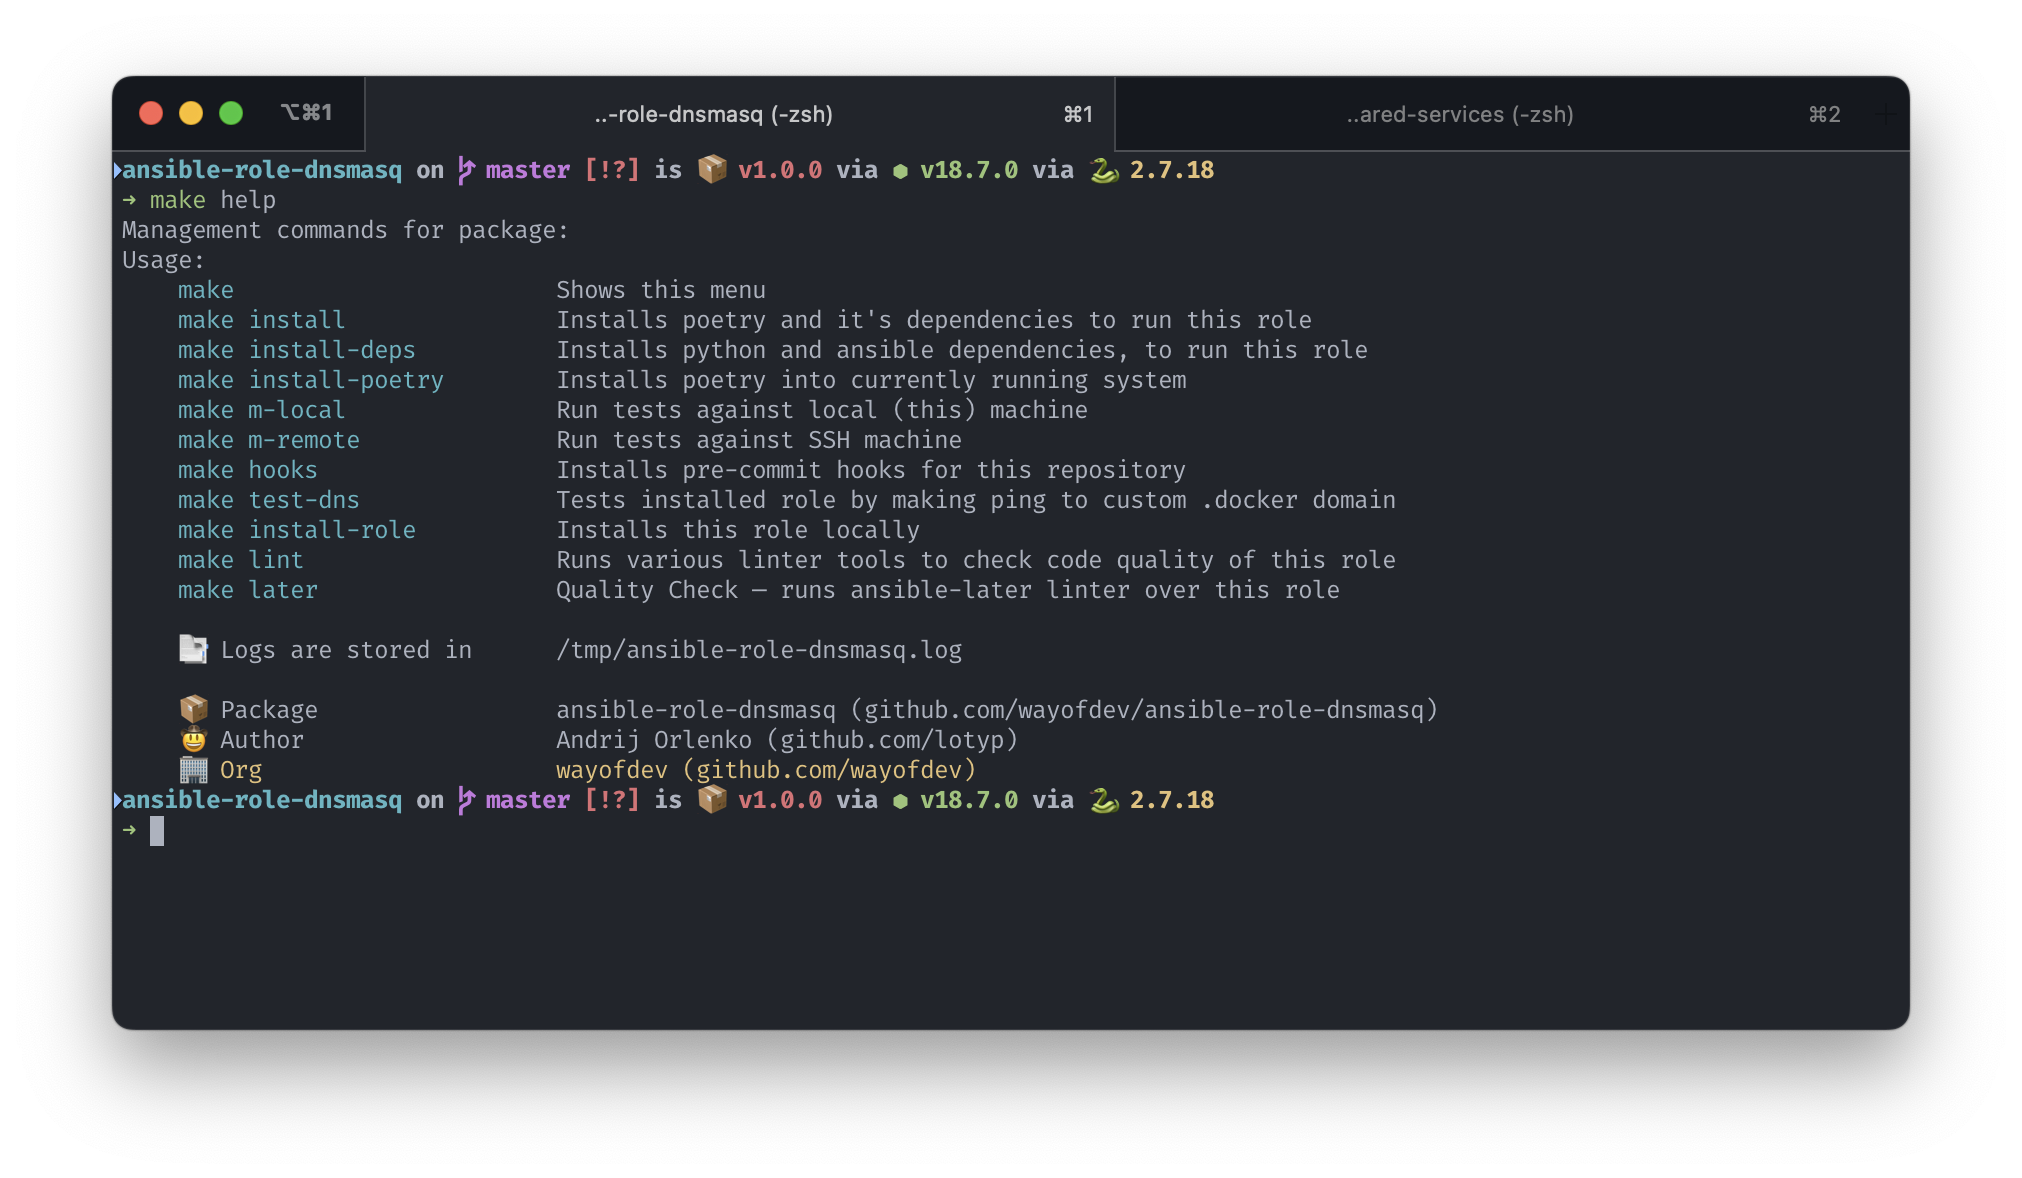 ⌥⌘1 ..-role-dnsmasq (-zsh) ⌘1 ..ared-services (-zsh) ⌘2
ansible-role-dnsmasq on master [!?] is 📦 v1.0.0 via ⬢ v18.7.0 via 🐍 2.7.18
→ make help
Management commands for package:
Usage:
make Shows this menu
make install Installs poetry and it's dependencies to run this role
make install-deps Installs python and ansible dependencies, to run this role
make install-poetry Installs poetry into currently running system
make m-local Run tests against local (this) machine
make m-remote Run tests against SSH machine
make hooks Installs pre-commit hooks for this repository
make test-dns Tests installed role by making ping to custom .docker domain
make install-role Installs this role locally
make lint Runs various linter tools to check code quality of this role
make later Quality Check — runs ansible-later linter over this role
📑 Logs are stored in /tmp/ansible-role-dnsmasq.log
📦 Package ansible-role-dnsmasq (github.com/wayofdev/ansible-role-dnsmasq)
🤠 Author Andrij Orlenko (github.com/lotyp)
🏢 Org wayofdev (github.com/wayofdev)
ansible-role-dnsmasq on master [!?] is 📦 v1.0.0 via ⬢ v18.7.0 via 🐍 2.7.18
→